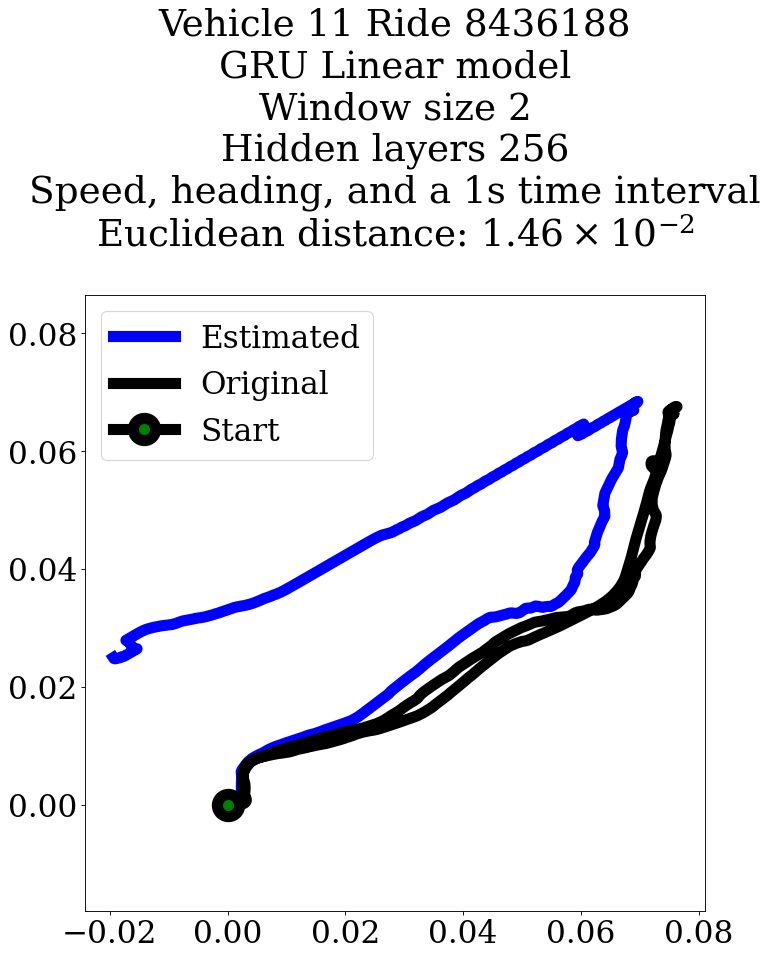 Vehicle 11 Ride 8436188
GRU Linear model
Window size 2
Hidden layers 256
Speed, heading, and a 1s time interval
Euclidean distance: 1.46 × 10⁻²
Estimated
Original
Start
0.08
0.06
0.04
0.02
0.00
−0.02 0.00 0.02 0.04 0.06 0.08